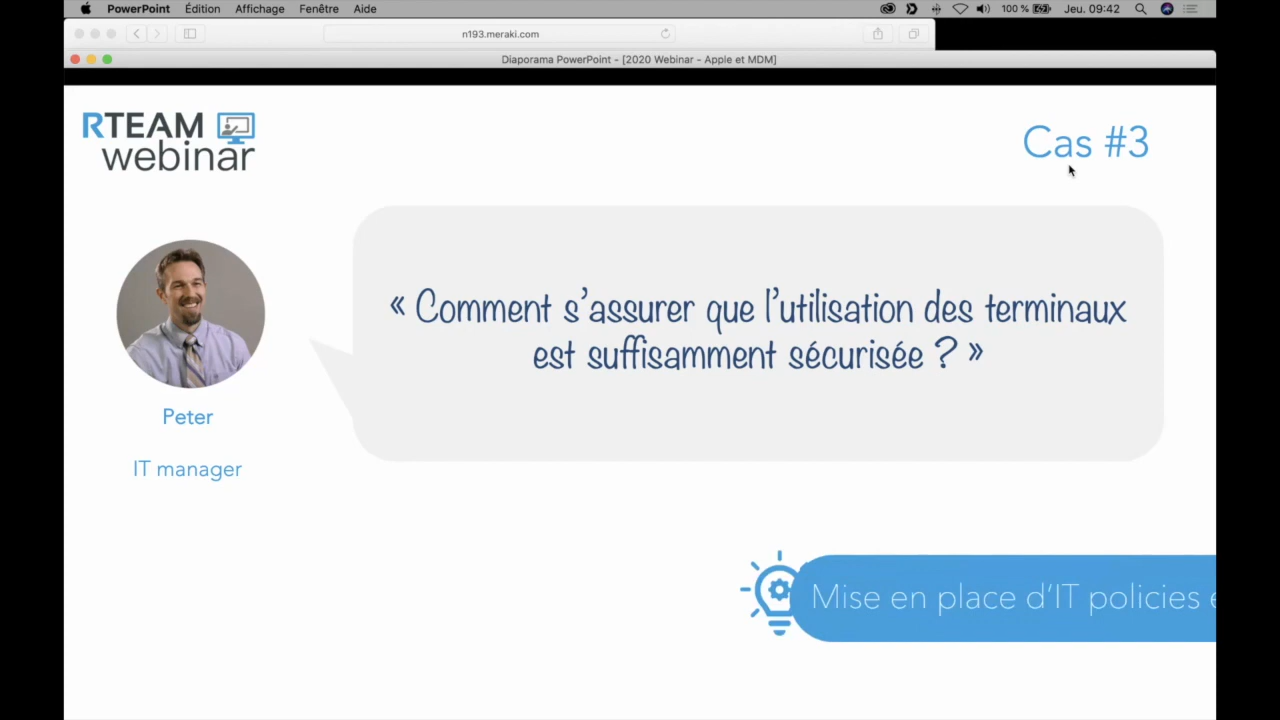 PowerPoint Édition Affichage Fenêtre Aide 100 % Jeu. 09:42
n193.meraki.com
Diaporama PowerPoint - [2020 Webinar - Apple et MDM]
RTEAM
webinar
Cas #3
« Comment s’assurer que l’utilisation des terminaux
est suffisamment sécurisée ? »
Peter
IT manager
Mise en place d’IT policies